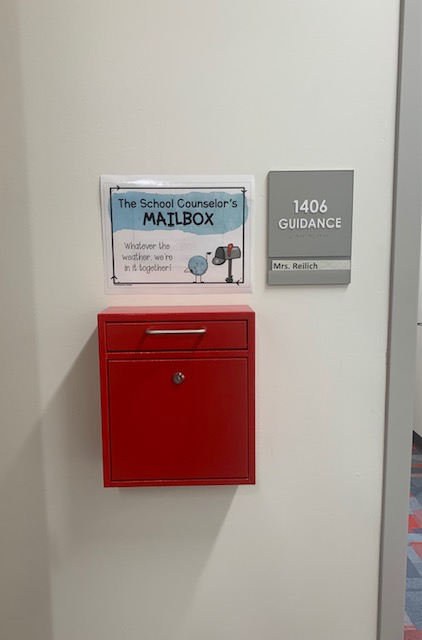 The School Counselor's
MAILBOX
Whatever the
weather, we're
in it together!
1406
GUIDANCE
Mrs. Reilich